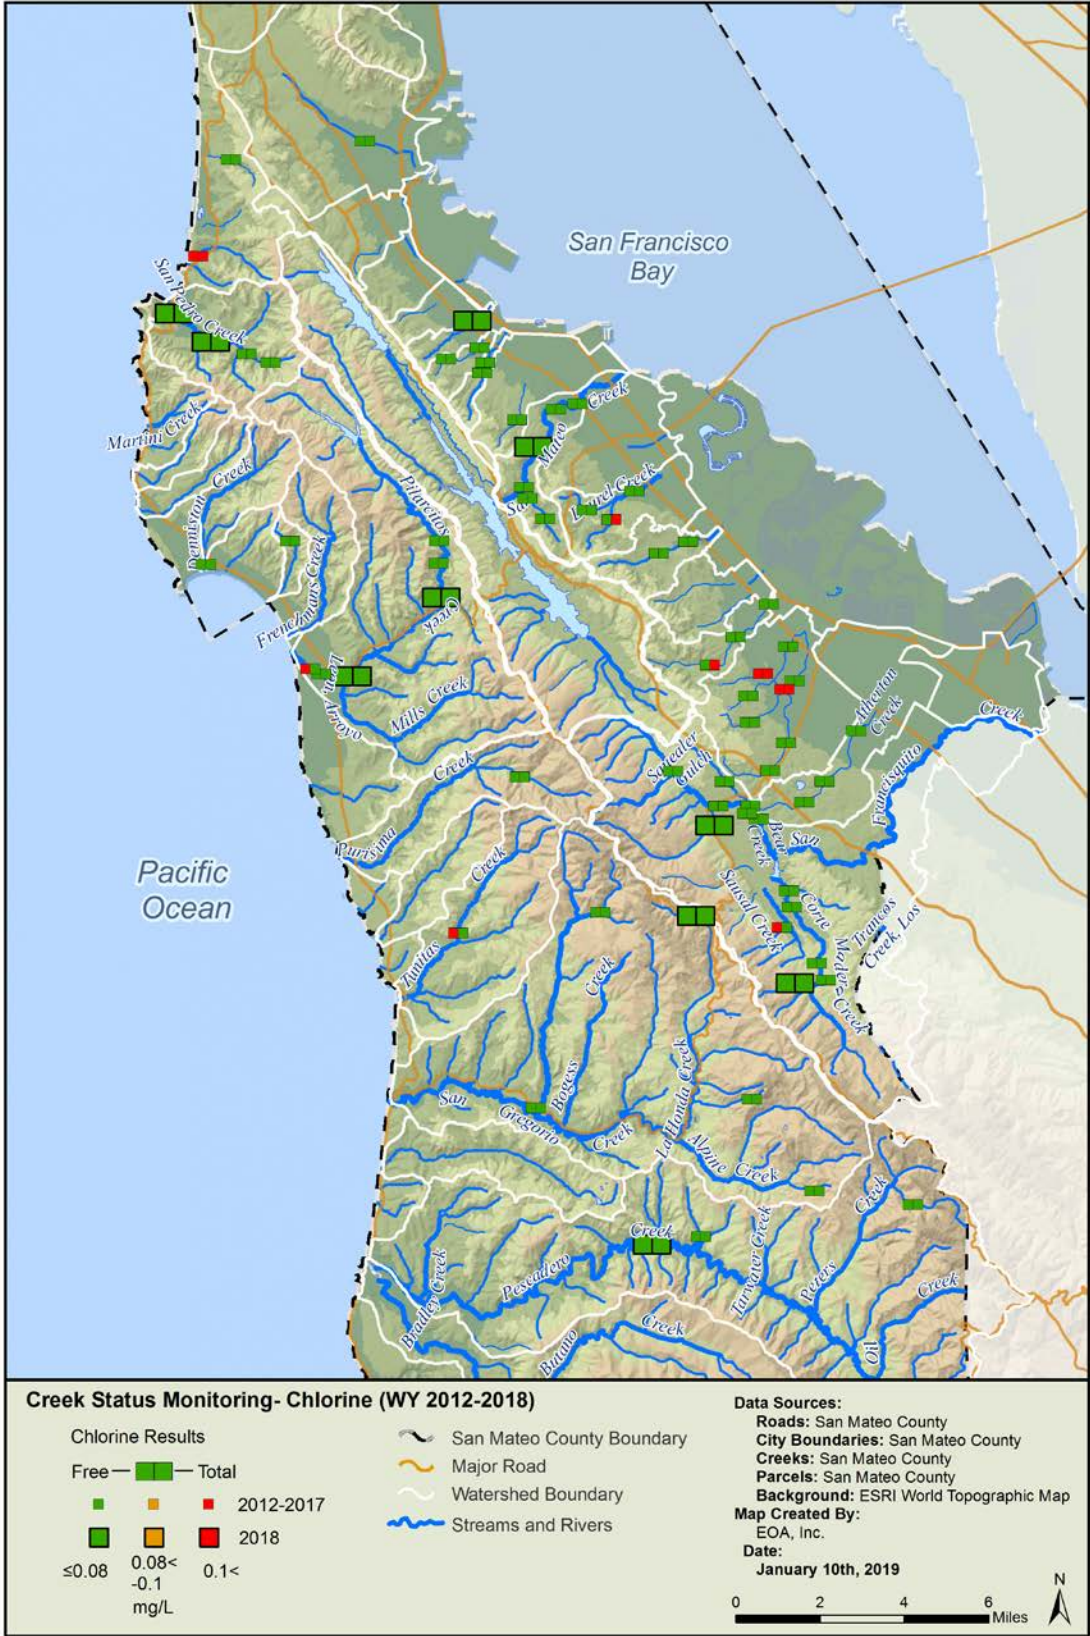 San Francisco
Bay
San Pedro Creek
Martini Creek
Denniston
Creek
Pilarcitos
Creek
San
Mateo
Creek
Laurel Creek
Frenchmans Creek
Arroyo
Leon,
Mills Creek
Purisima
Creek
Squealer
Gulch
Atherton
Creek
San
Francisquito
Creek
Bear
Creek
Pacific
Ocean
Tunitas
Creek
Sausal Creek
Corte
Madera Creek
Trancos
Creek, Los
Bogess
Creek
La Honda Creek
San
Gregorio
Creek
Alpine
Creek
Tarwater Creek
Peters
Creek
Pescadero
Creek
Bradley Creek
Butano
Creek
Oil
Creek
Creek Status Monitoring- Chlorine (WY 2012-2018)
Chlorine Results
Free
Total
2012-2017
2018
≤0.08
0.08<
-0.1
0.1<
mg/L
San Mateo County Boundary
Major Road
Watershed Boundary
Streams and Rivers
Data Sources:
Roads: San Mateo County
City Boundaries: San Mateo County
Creeks: San Mateo County
Parcels: San Mateo County
Background: ESRI World Topographic Map
Map Created By:
EOA, Inc.
Date:
January 10th, 2019
N
0 2 4 6
Miles